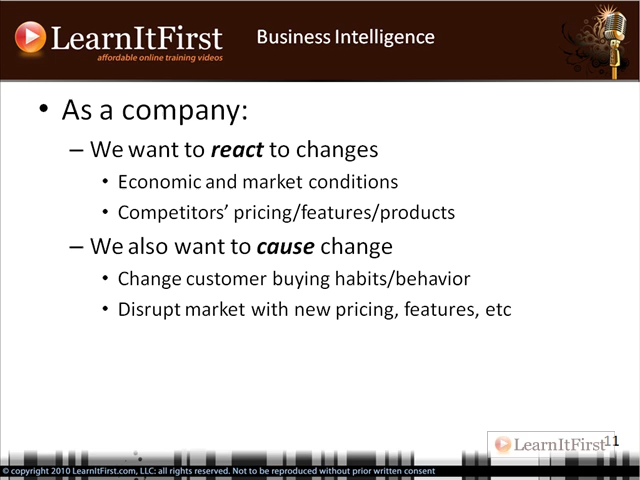 LearnItFirst
affordable online training videos
Business Intelligence
• As a company:
– We want to react to changes
• Economic and market conditions
• Competitors’ pricing/features/products
– We also want to cause change
• Change customer buying habits/behavior
• Disrupt market with new pricing, features, etc
LearnItFirst
11
© copyright 2010 LearnItFirst.com, LLC: all rights reserved. Not to be reproduced without prior written consent